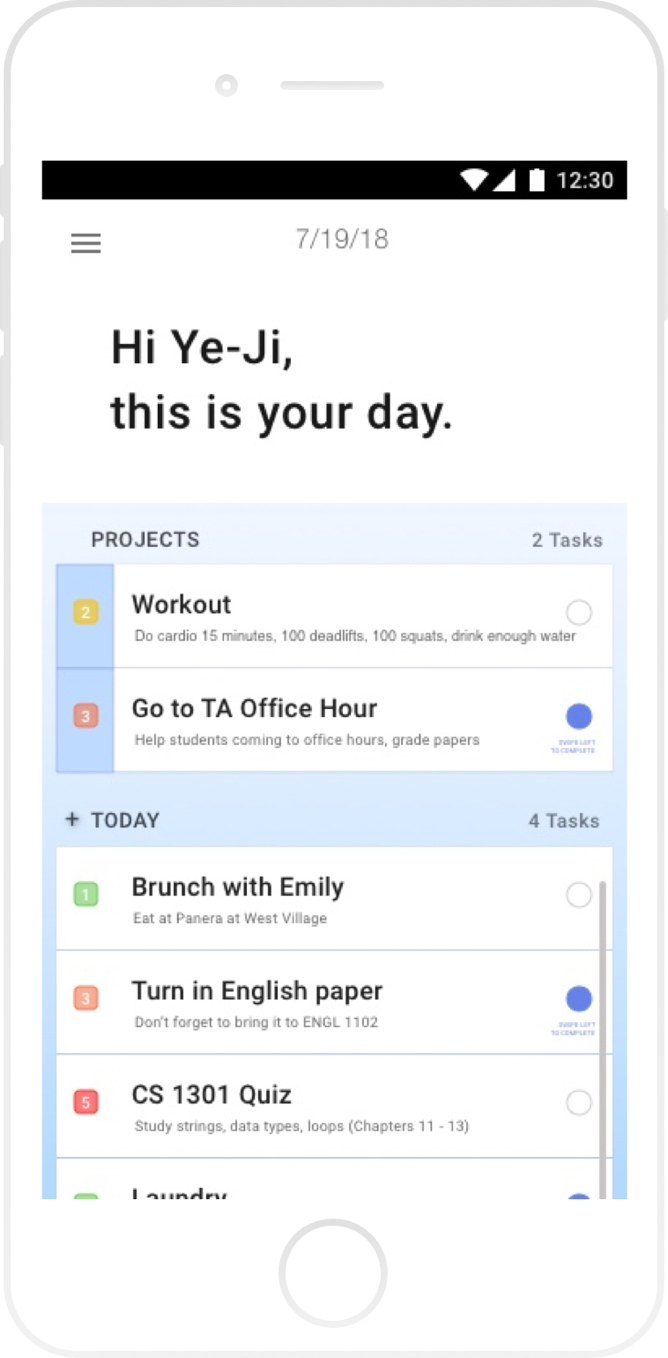 12:30
7/19/18
Hi Ye-Ji,
this is your day.
PROJECTS 2 Tasks
2 Workout
Do cardio 15 minutes, 100 deadlifts, 100 squats, drink enough water
3 Go to TA Office Hour
Help students coming to office hours, grade papers
SWIPE LEFT
TO COMPLETE
+ TODAY 4 Tasks
1 Brunch with Emily
Eat at Panera at West Village
3 Turn in English paper
Don't forget to bring it to ENGL 1102
SWIPE LEFT
TO COMPLETE
5 CS 1301 Quiz
Study strings, data types, loops (Chapters 11 - 13)
Laundry